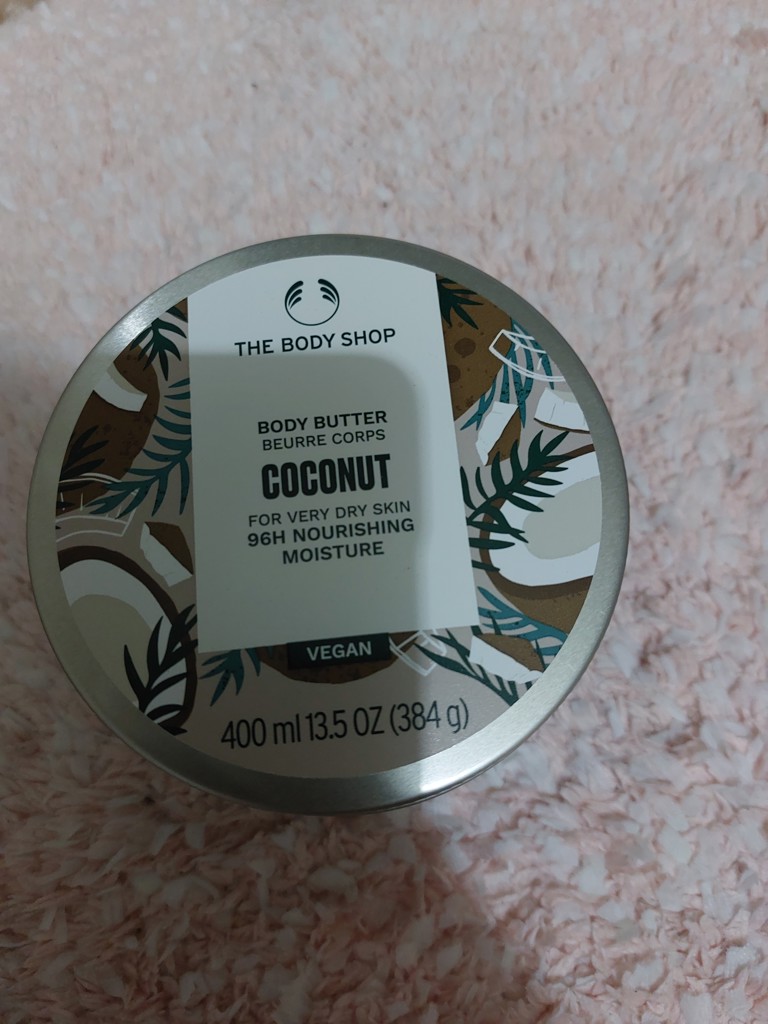 THE BODY SHOP
BODY BUTTER
BEURRE CORPS
COCONUT
FOR VERY DRY SKIN
96H NOURISHING
MOISTURE
VEGAN
400 ml 13.5 OZ (384 g)